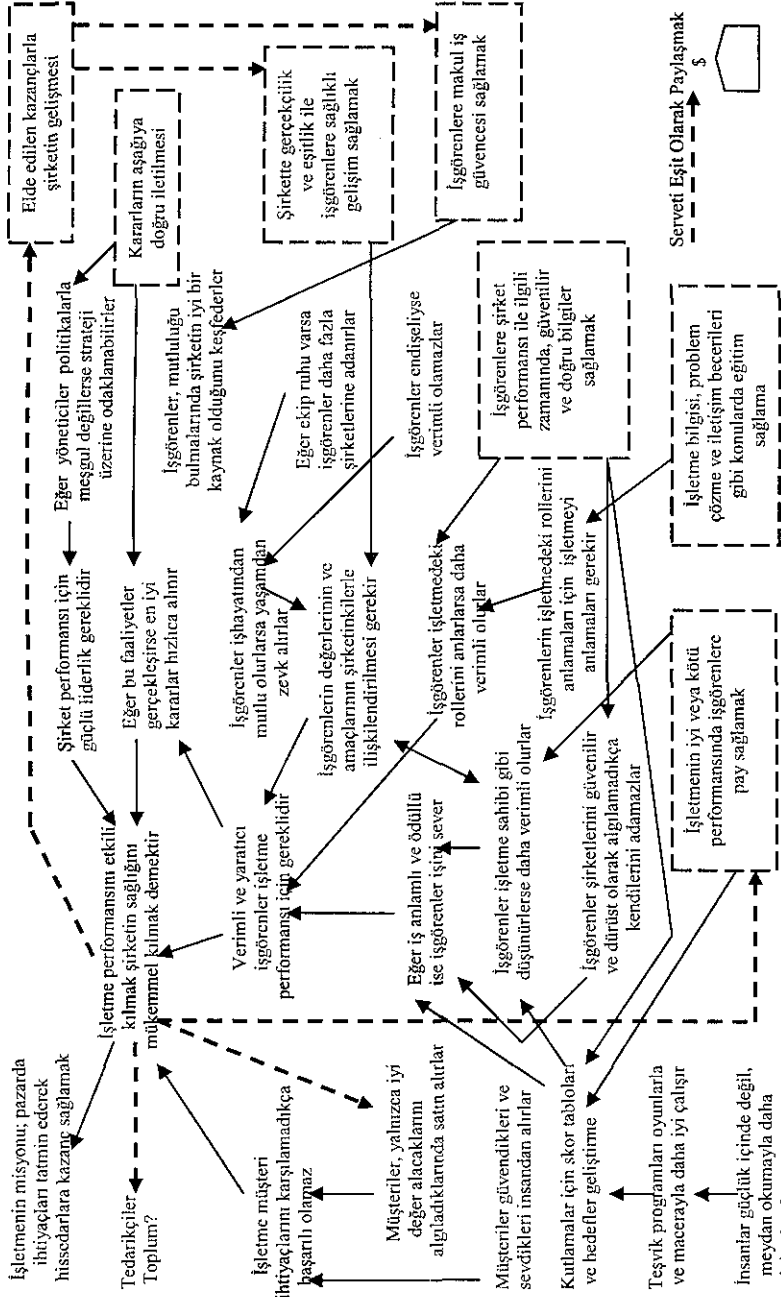 İşletmenin misyonu; pazarda
ihtiyaçları tatmin ederek
hissedarlara kazanç sağlamak
Tedarikçiler
Toplum?
İşletme müşteri
ihtiyaçlarını karşılamadıkça
başarılı olamaz
Müşteriler, yalnızca iyi
değer alacaklarını
algıladıklarında satın alırlar
Müşteriler güvendikleri ve
sevdikleri insandan alırlar
Kutlamalar için skor tabloları
ve hedefler geliştirme
Teşvik programları oyunlarla
ve macerayla daha iyi çalışır
İnsanlar güçlük içinde değil,
meydan okumayla daha
İşletme performansını etkili
kılmak şirketin sağlığını
mükemmel kılmak demektir
Verimli ve yaratıcı
işgörenler işletme
performansı için gereklidir
Eğer iş anlamlı ve ödüllü
ise işgörenler işini sever
İşgörenler işletme sahibi gibi
düşünürlerse daha verimli olurlar
İşgörenler şirketlerini güvenilir
ve dürüst olarak algılamadıkça
kendilerini adamazlar
İşletmenin iyi veya kötü
performansında işgörenlere
pay sağlamak
Şirket performansı için
güçlü liderlik gereklidir
Eğer bu faaliyetler
gerçekleşirse en iyi
kararlar hızlıca alınır
İşgörenler işhayatından
mutlu olurlarsa yaşamdan
zevk alırlar
İşgörenlerin değerlerinin ve
amaçlarının şirketinkilerle
ilişkilendirilmesi gerekir
İşgörenler işletmedeki
rollerini anlarlarsa daha
verimli olurlar
İşgörenlerin işletmedeki rollerini
anlamaları için işletmeyi
anlamaları gerekir
İşletme bilgisi, problem
çözme ve iletişim becerileri
gibi konularda eğitim
sağlama
Eğer yöneticiler politikalarla
meşgul değillerse strateji
üzerine odaklanabilirler
İşgörenler, mutluluğu
bulmalarında şirketin iyi bir
kaynak olduğunu keşfederler
Eğer ekip ruhu varsa
işgörenler daha fazla
şirketlerine adanırlar
İşgörenler endişeliyse
verimli olamazlar
İşgörenlere şirket
performansı ile ilgili
zamanında, güvenilir
ve doğru bilgiler
sağlamak
Elde edilen kazançlarla
şirketin gelişmesi
Kararların aşağıya
doğru iletilmesi
Şirkette gerçekçilik
ve eşitlik ile
işgörenlere sağlıklı
gelişim sağlamak
İşgörenlere makul iş
güvencesi sağlamak
Serveti Eşit Olarak Paylaşmak
$